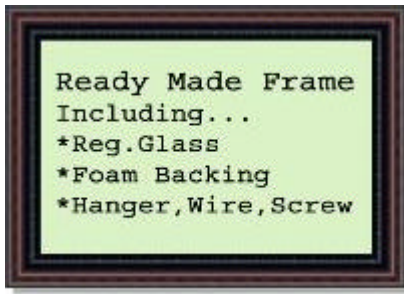 Ready Made Frame
Including...
*Reg.Glass
*Foam Backing
*Hanger,Wire,Screw